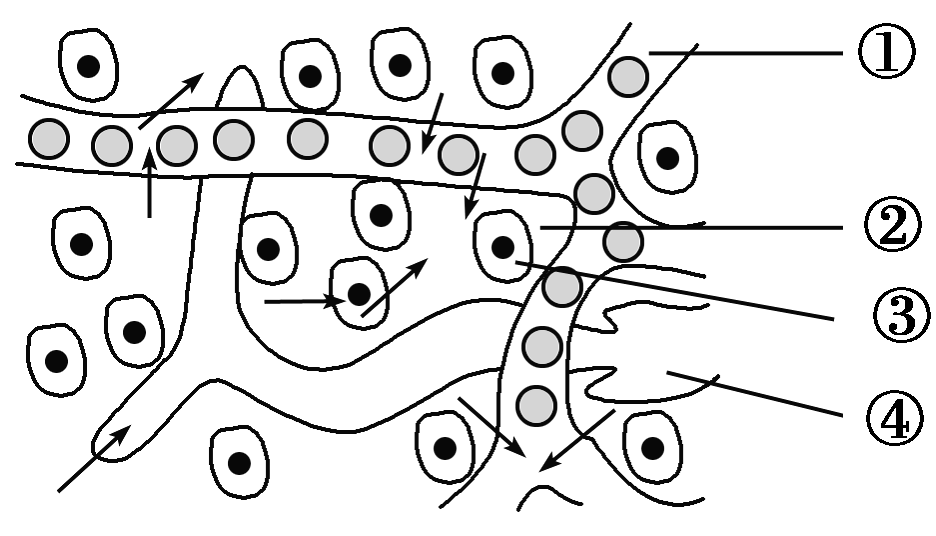 ①
②
③
④